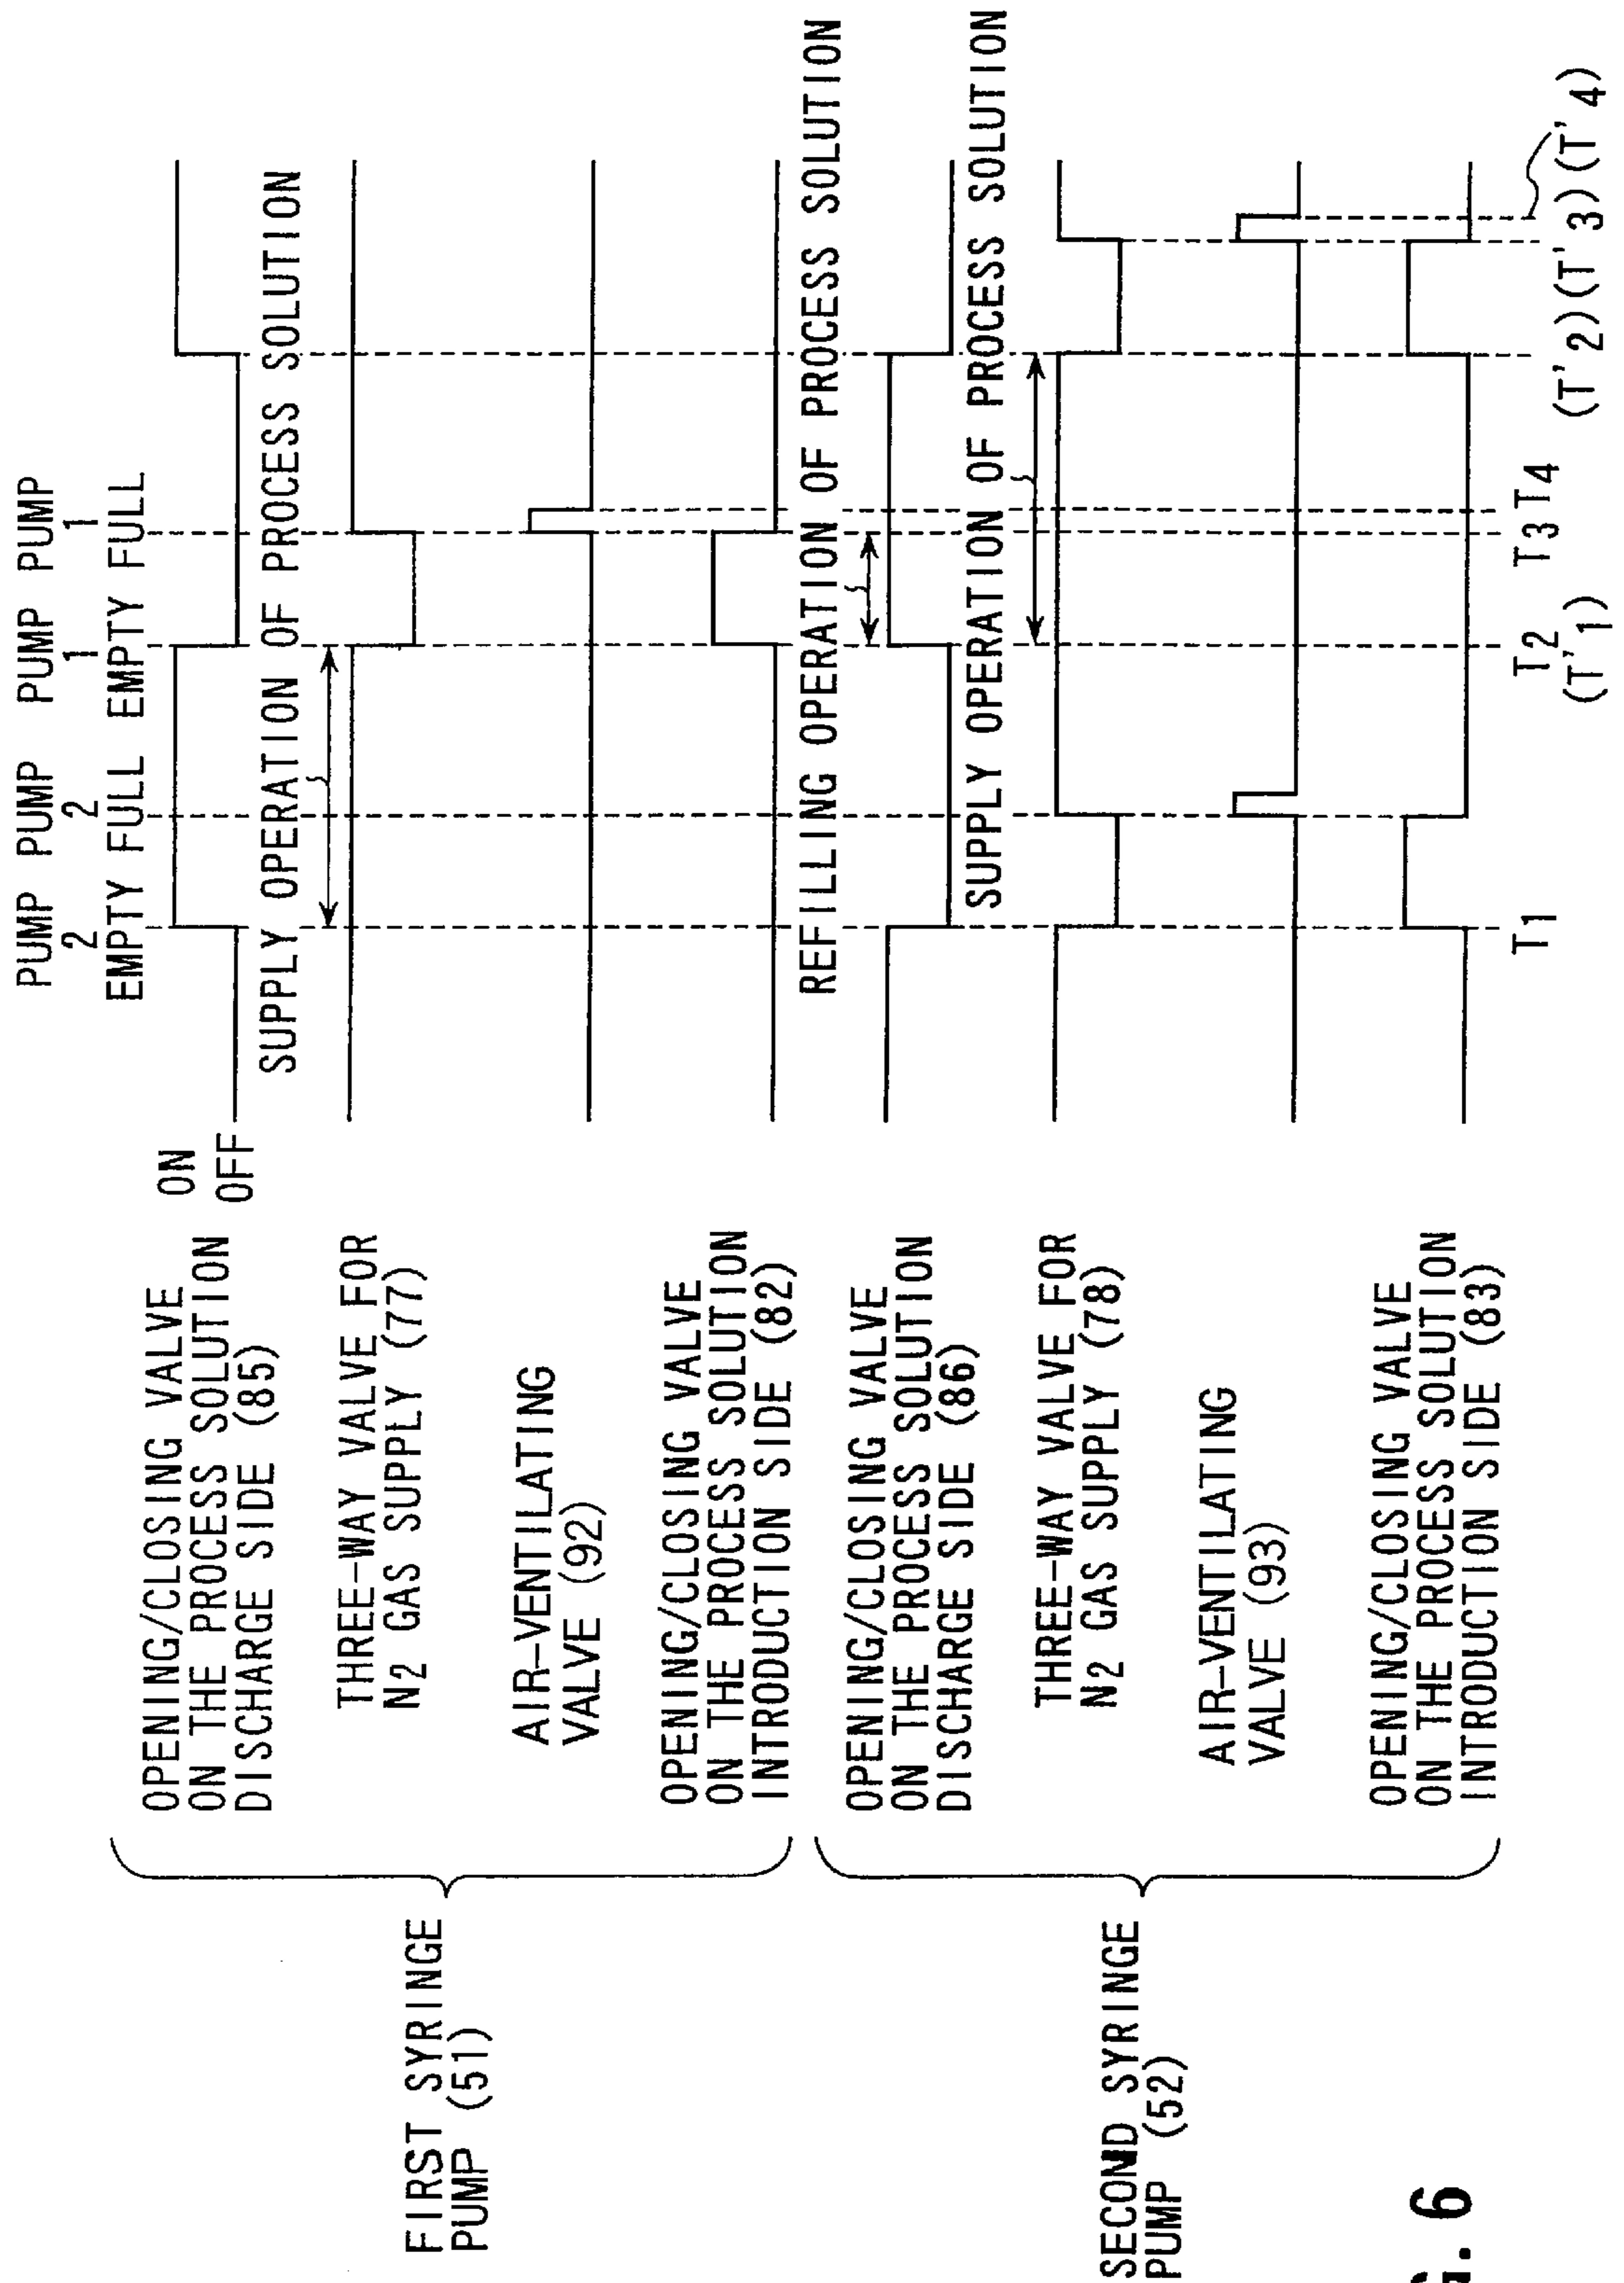 PUMP PUMP PUMP PUMP
2 2 1 1
EMPTY FULL EMPTY FULL
FIRST SYRINGE
PUMP (51)
OPENING/CLOSING VALVE
ON THE PROCESS SOLUTION
DISCHARGE SIDE (85)
ON
OFF
SUPPLY OPERATION OF PROCESS SOLUTION
THREE-WAY VALVE FOR
N2 GAS SUPPLY (77)
AIR-VENTILATING
VALVE (92)
OPENING/CLOSING VALVE
ON THE PROCESS SOLUTION
INTRODUCTION SIDE (82)
REFILLING OPERATION OF PROCESS SOLUTION
SECOND SYRINGE
PUMP (52)
OPENING/CLOSING VALVE
ON THE PROCESS SOLUTION
DISCHARGE SIDE (86)
SUPPLY OPERATION OF PROCESS SOLUTION
THREE-WAY VALVE FOR
N2 GAS SUPPLY (78)
AIR-VENTILATING
VALVE (93)
OPENING/CLOSING VALVE
ON THE PROCESS SOLUTION
INTRODUCTION SIDE (83)
T1 T2 T3 T4
(T'1) (T'2) (T'3) (T'4)
G. 6